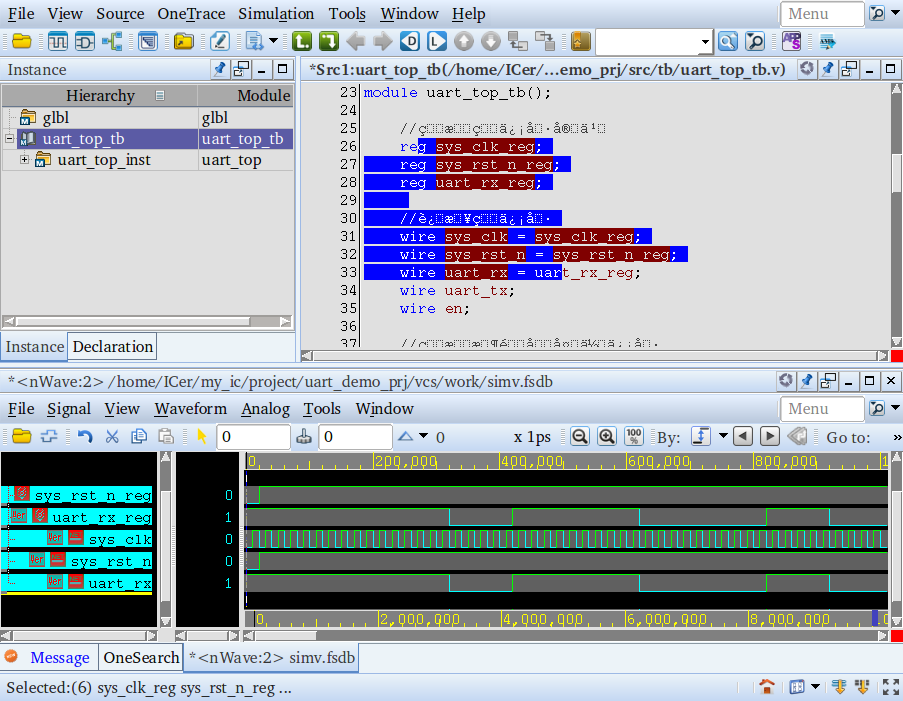 File View Source OneTrace Simulation Tools Window Help Menu
Instance
*Src1:uart_top_tb(/home/ICer/...emo_prj/src/tb/uart_top_tb.v)
Hierarchy Module
glbl glbl
uart_top_tb uart_top_tb
uart_top_inst uart_top
23 module uart_top_tb();
24
25
26 reg sys_clk_reg;
27 reg sys_rst_n_reg;
28 reg uart_rx_reg;
29
30
31 wire sys_clk = sys_clk_reg;
32 wire sys_rst_n = sys_rst_n_reg;
33 wire uart_rx = uart_rx_reg;
34 wire uart_tx;
35 wire en;
36
37
Instance Declaration
*<nWave:2> /home/ICer/my_ic/project/uart_demo_prj/vcs/work/simv.fsdb
File Signal View Waveform Analog Tools Window Menu
0 0 0 x 1ps 100% By: Go to: »
0 200,000 400,000 600,000 800,000 1
sys_rst_n_reg 0
uart_rx_reg 1
sys_clk 0
sys_rst_n 0
uart_rx 1
0 2,000,000 4,000,000 6,000,000 8,000,000
Message OneSearch *<nWave:2> simv.fsdb
Selected:(6) sys_clk_reg sys_rst_n_reg ...